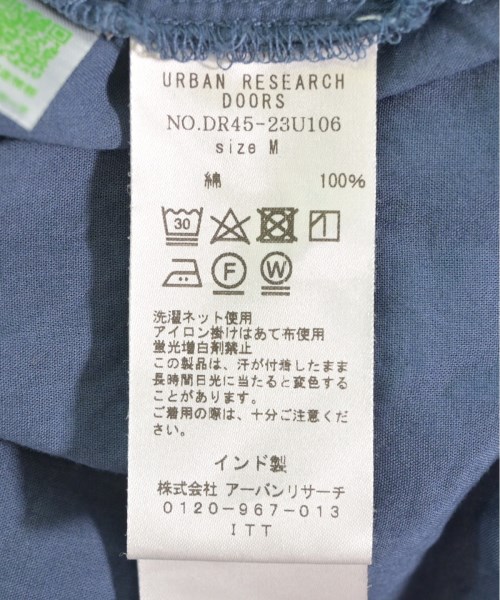 URBAN RESEARCH
DOORS
NO.DR45-23U106
size M
綿 100%
30
F W
洗濯ネット使用
アイロン掛けはあて布使用
蛍光増白剤禁止
この製品は、汗が付着したまま
長時間日光に当たると変色する
ことがあります。
ご着用の際は、十分ご注意くだ
さい。
インド製
株式会社 アーバンリサーチ
0120-967-013
ITT